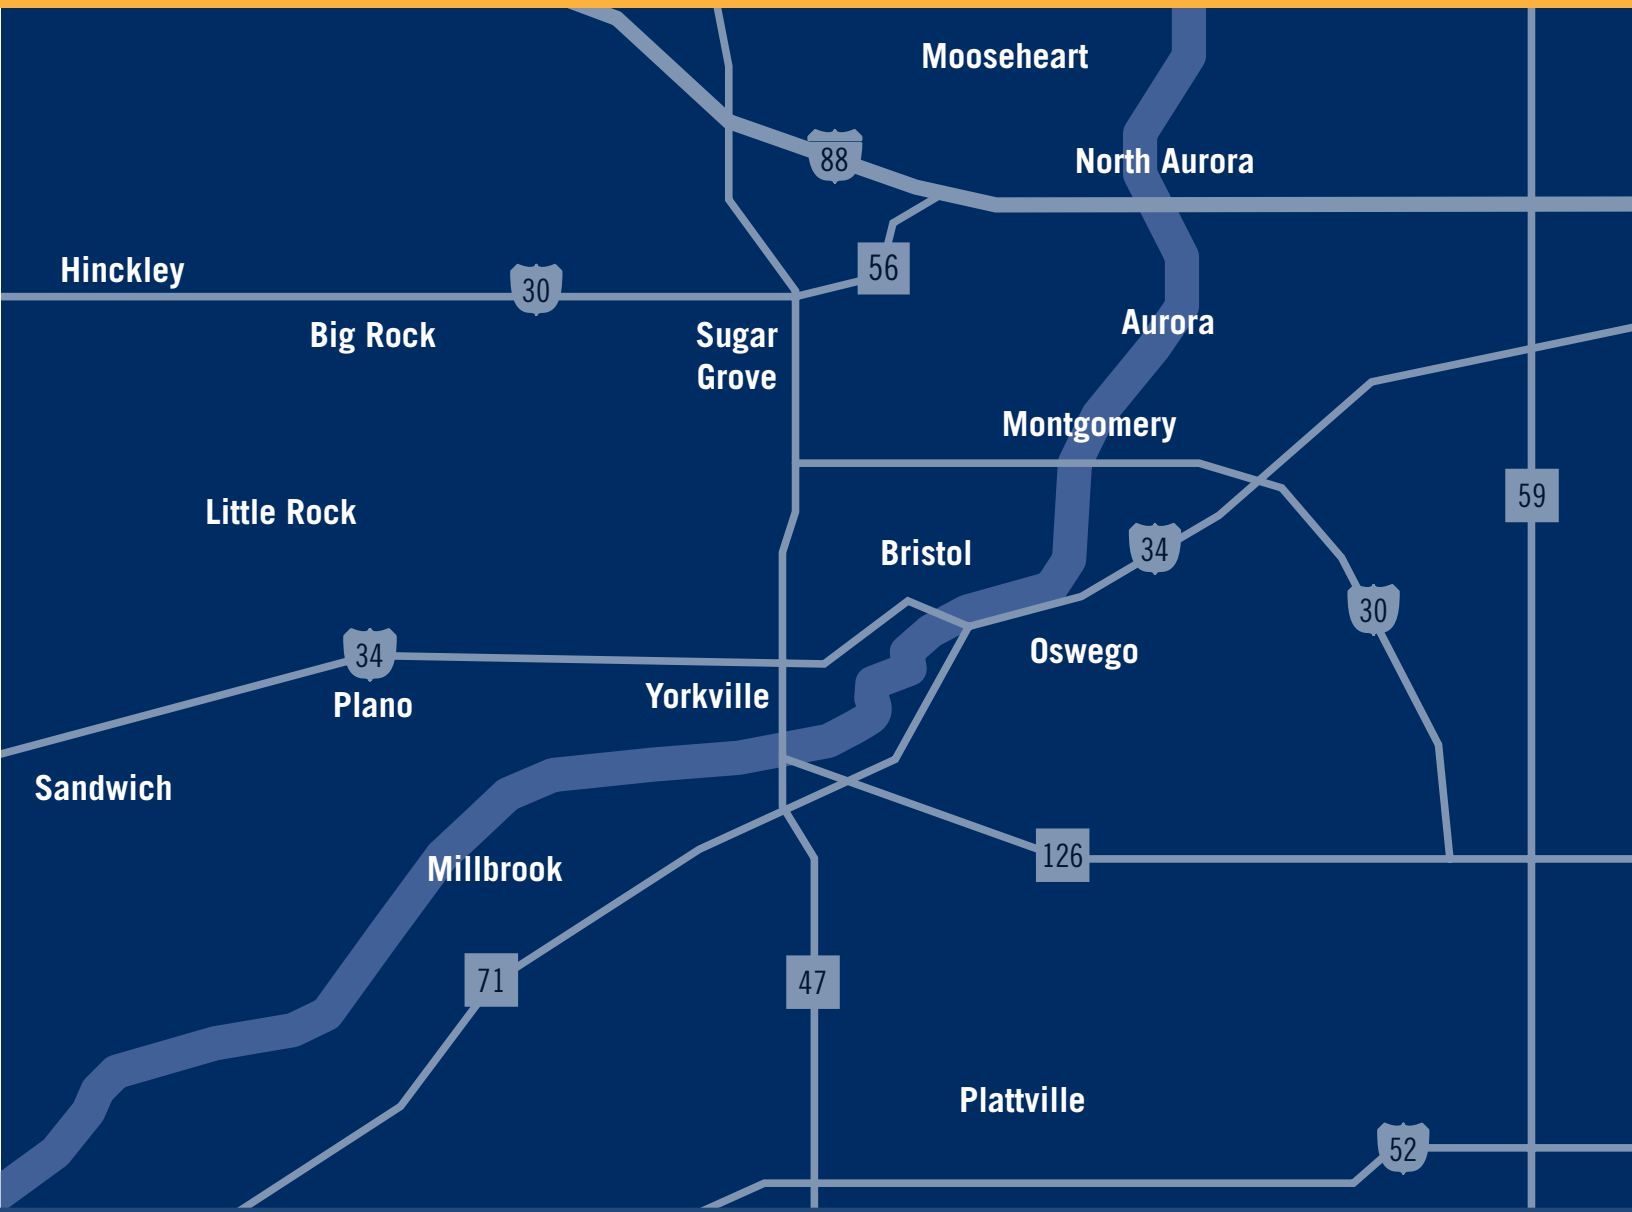 Mooseheart
88
North Aurora
Hinckley
30
56
Big Rock
Sugar
Grove
Aurora
Montgomery
59
Little Rock
Bristol
34
30
34
Oswego
Plano
Yorkville
Sandwich
126
Millbrook
71
47
Plattville
52